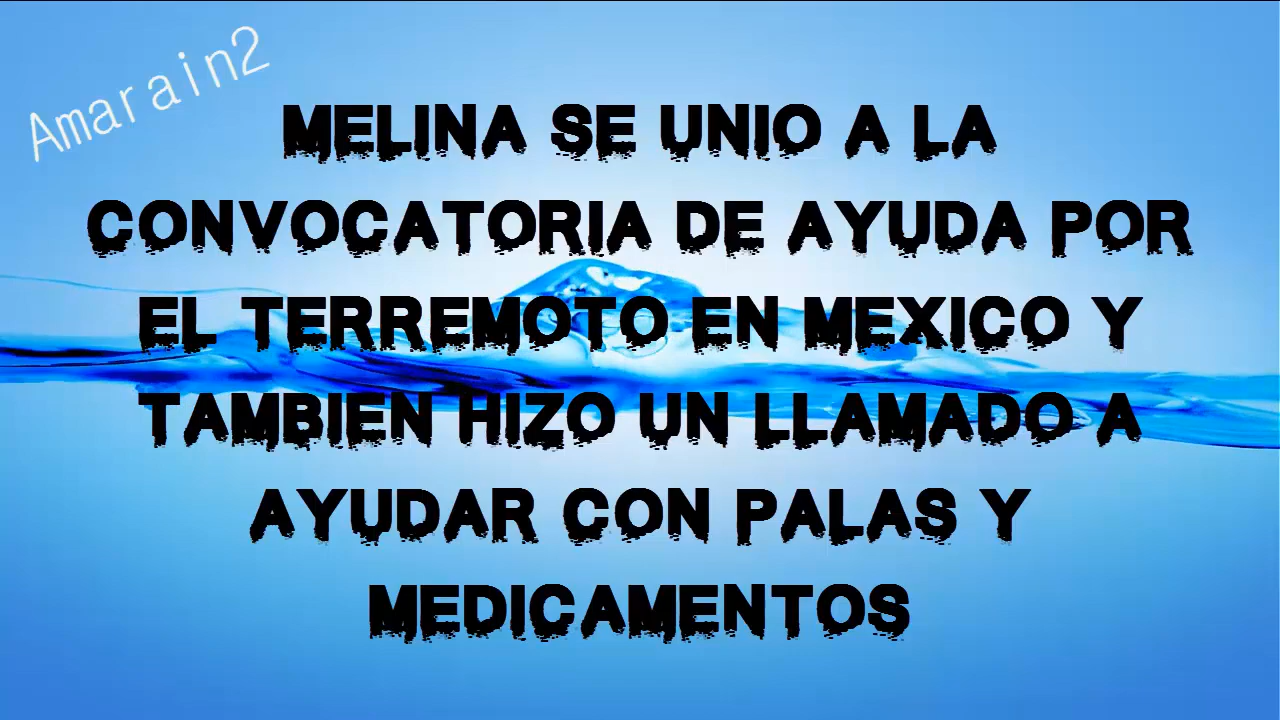 Amarain2
MELINA SE UNIO A LA
CONVOCATORIA DE AYUDA POR
EL TERREMOTO EN MEXICO Y
TAMBIEN HIZO UN LLAMADO A
AYUDAR CON PALAS Y
MEDICAMENTOS